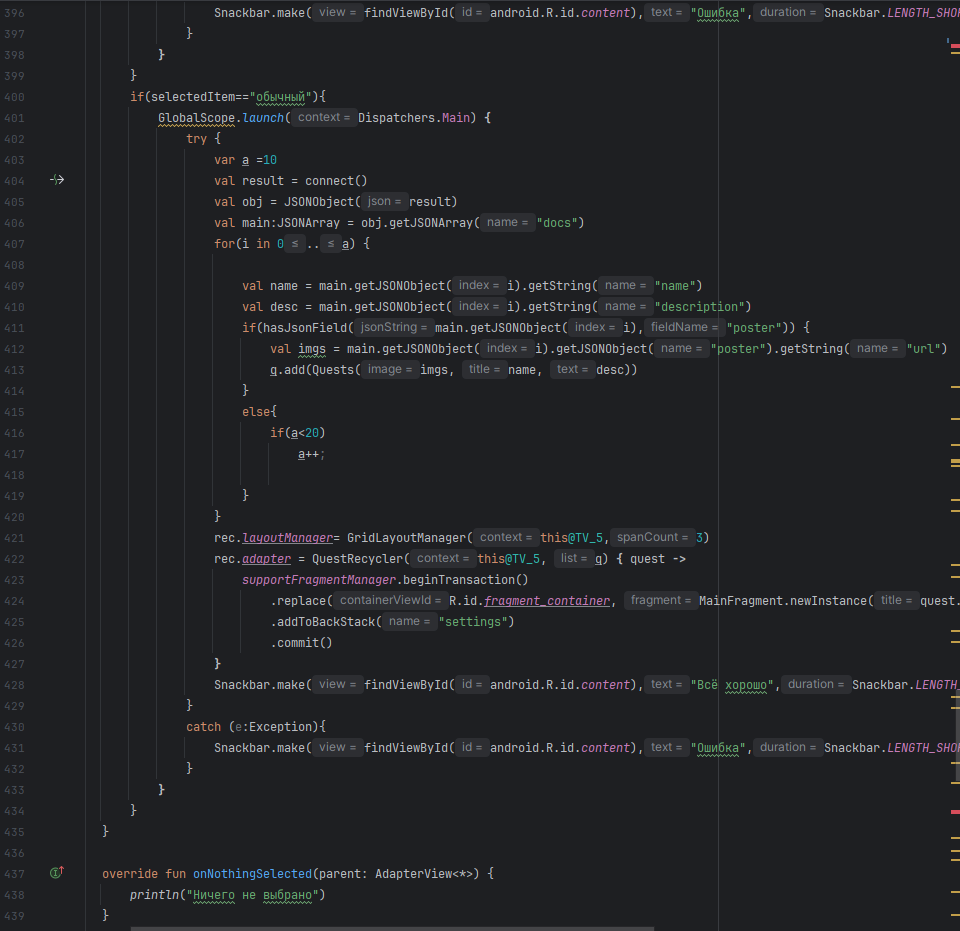 396 Snackbar.make( view = findViewById( id = android.R.id.content), text = "Ошибка", duration = Snackbar.LENGTH_SHO
397 }
398 }
399 }
400 if(selectedItem=="обычный"){
401 GlobalScope.launch( context = Dispatchers.Main) {
402 try {
403 var a =10
404 val result = connect()
405 val obj = JSONObject( json = result)
406 val main:JSONArray = obj.getJSONArray( name = "docs")
407 for(i in 0 ≤ .. ≤ a) {
408
409 val name = main.getJSONObject( index = i).getString( name = "name")
410 val desc = main.getJSONObject( index = i).getString( name = "description")
411 if(hasJsonField( jsonString = main.getJSONObject( index = i), fieldName = "poster")) {
412 val imgs = main.getJSONObject( index = i).getJSONObject( name = "poster").getString( name = "url")
413 q.add(Quests( image = imgs, title = name, text = desc))
414 }
415 else{
416 if(a<20)
417 a++;
418
419 }
420 }
421 rec.layoutManager= GridLayoutManager( context = this@TV_5, spanCount = 3)
422 rec.adapter = QuestRecycler( context = this@TV_5, list = q) { quest ->
423 supportFragmentManager.beginTransaction()
424 .replace( containerViewId = R.id.fragment_container, fragment = MainFragment.newInstance( title = quest.
425 .addToBackStack( name = "settings")
426 .commit()
427 }
428 Snackbar.make( view = findViewById( id = android.R.id.content), text = "Всё хорошо", duration = Snackbar.LENGTH_
429 }
430 catch (e:Exception){
431 Snackbar.make( view = findViewById( id = android.R.id.content), text = "Ошибка", duration = Snackbar.LENGTH_SHO
432 }
433 }
434 }
435 }
436
437 override fun onNothingSelected(parent: AdapterView<*>) {
438 println("Ничего не выбрано")
439 }